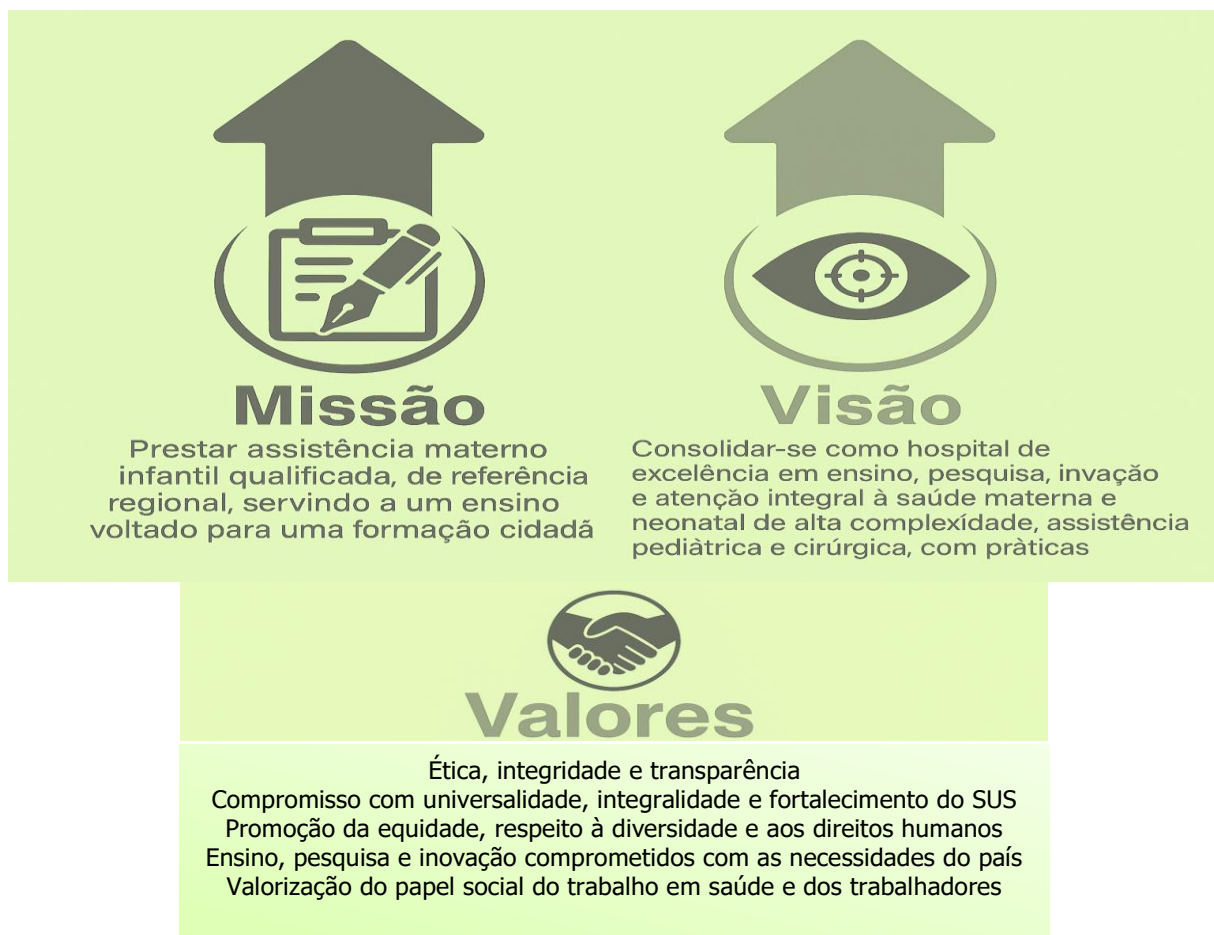 Missão
Prestar assistência materno
infantil qualificada, de referência
regional, servindo a um ensino
voltado para uma formação cidadã
Visão
Consolidar-se como hospital de
excelência em ensino, pesquisa, invação
e atenção integral à saúde materna e
neonatal de alta complexídade, assistência
pediàtrica e cirúrgica, com pràticas
Valores
Ética, integridade e transparência
Compromisso com universalidade, integralidade e fortalecimento do SUS
Promoção da equidade, respeito à diversidade e aos direitos humanos
Ensino, pesquisa e inovação comprometidos com as necessidades do país
Valorização do papel social do trabalho em saúde e dos trabalhadores